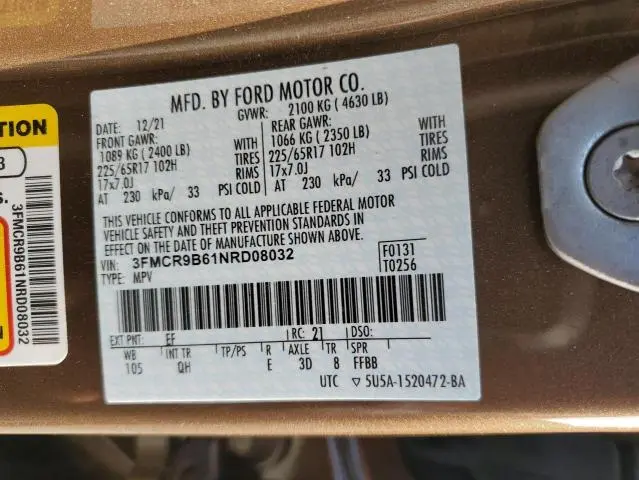 TION
3
3FMCR9B61NRD08032
MFD. BY FORD MOTOR CO.
DATE: 12/21 GVWR: 2100 KG ( 4630 LB)
FRONT GAWR: WITH REAR GAWR: WITH
1089 KG ( 2400 LB) TIRES 1066 KG ( 2350 LB) TIRES
225/65R17 102H RIMS 225/65R17 102H RIMS
17x7.0J 17x7.0J
AT 230 kPa/ 33 PSI COLD AT 230 kPa/ 33 PSI COLD
THIS VEHICLE CONFORMS TO ALL APPLICABLE FEDERAL MOTOR
VEHICLE SAFETY AND THEFT PREVENTION STANDARDS IN
EFFECT ON THE DATE OF MANUFACTURE SHOWN ABOVE.
VIN: 3FMCR9B61NRD08032 F0131
TYPE: MPV T0256
EXT PNT: EF RC: 21 DSO:
WB INT TR TP/PS R AXLE TR SPR
105 QH E 3D 8 FFBB
UTC ▽ 5U5A-1520472-BA